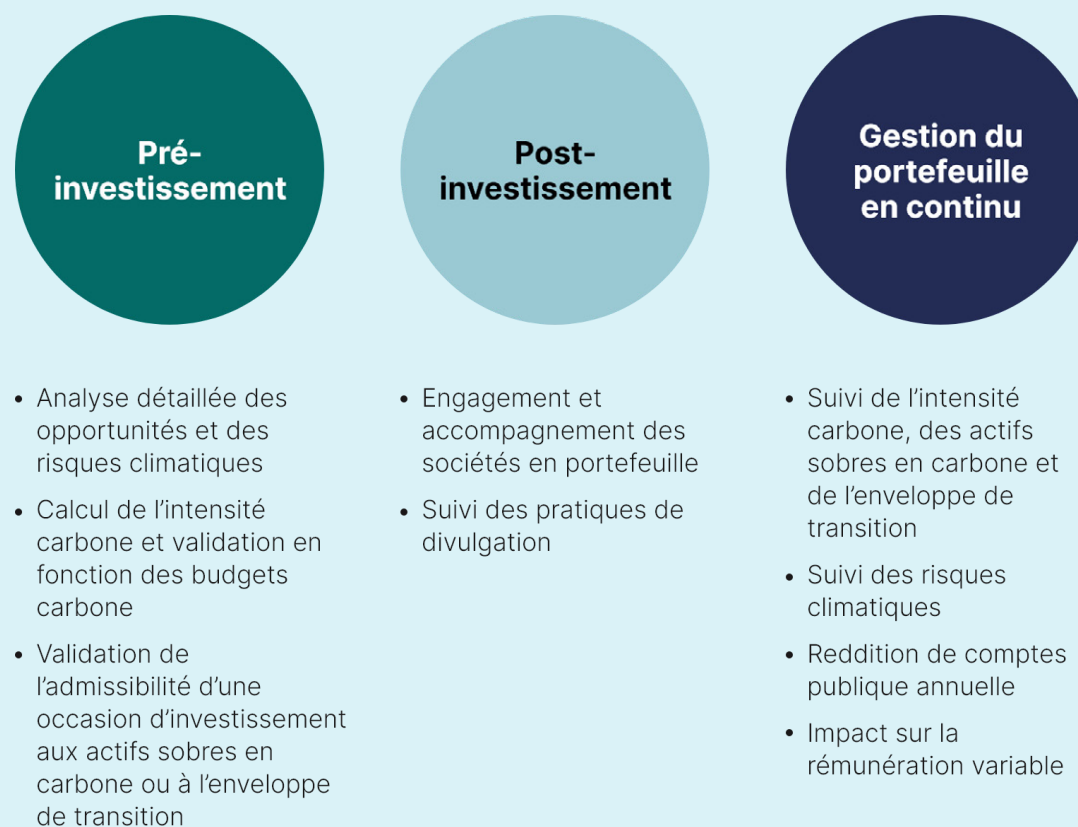 Pré-
investissement
• Analyse détaillée des
opportunités et des
risques climatiques
• Calcul de l’intensité
carbone et validation en
fonction des budgets
carbone
• Validation de
l’admissibilité d’une
occasion d’investissement
aux actifs sobres en
carbone ou à l’enveloppe
de transition
Post-
investissement
• Engagement et
accompagnement des
sociétés en portefeuille
• Suivi des pratiques de
divulgation
Gestion du
portefeuille
en continu
• Suivi de l’intensité
carbone, des actifs
sobres en carbone et
de l’enveloppe de
transition
• Suivi des risques
climatiques
• Reddition de comptes
publique annuelle
• Impact sur la
rémunération variable